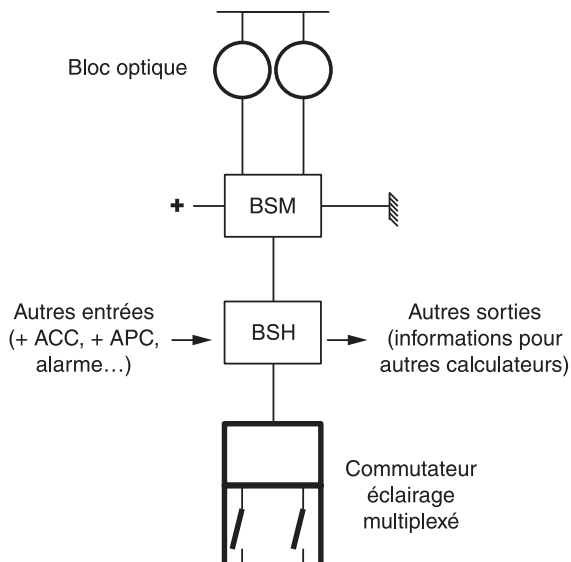 Bloc optique
+
BSM
Autres entrées
(+ ACC, + APC,
alarme…)
BSH
Autres sorties
(informations pour
autres calculateurs)
Commutateur
éclairage
multiplexé